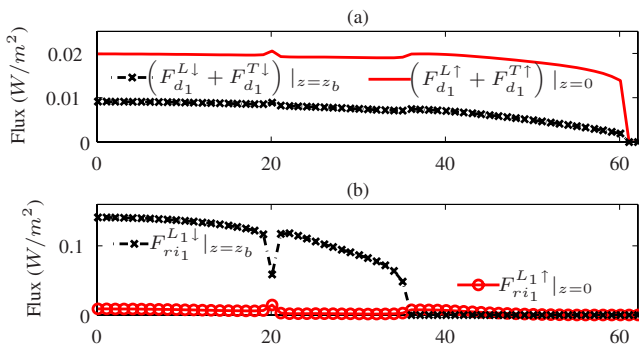 (a)
Flux (W/m²)
0.02
0.01
0
(F_{d_1}^{L↓} + F_{d_1}^{T↓}) |_{z=z_b}
(F_{d_1}^{L↑} + F_{d_1}^{T↑}) |_{z=0}
0 20 40 60
(b)
Flux (W/m²)
0.1
0
F_{ri_1}^{L_1↓}|_{z=z_b}
F_{ri_1}^{L_1↑}|_{z=0}
0 20 40 60